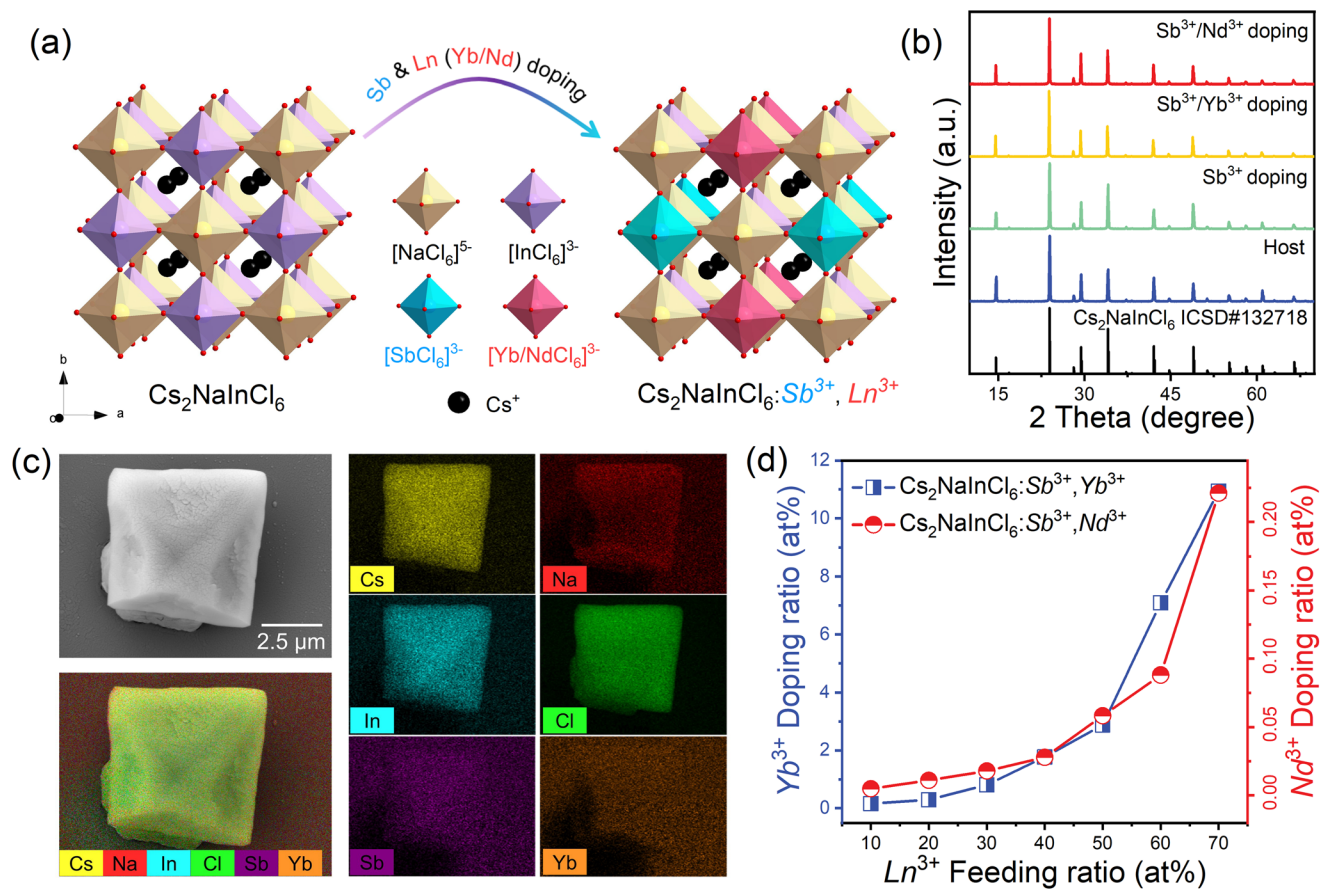 (a)
Sb & Ln (Yb/Nd) doping
[NaCl₆]⁵⁻
[InCl₆]³⁻
[SbCl₆]³⁻
[Yb/NdCl₆]³⁻
b
a
c
Cs₂NaInCl₆
Cs⁺
Cs₂NaInCl₆:Sb³⁺, Ln³⁺
(b)
Intensity (a.u.)
Sb³⁺/Nd³⁺ doping
Sb³⁺/Yb³⁺ doping
Sb³⁺ doping
Host
Cs₂NaInCl₆ ICSD#132718
15 30 45 60
2 Theta (degree)
(c)
2.5 μm
Cs Na In Cl Sb Yb
Cs
Na
In
Cl
Sb
Yb
(d)
Yb³⁺ Doping ratio (at%)
12
10
8
6
4
2
0
Cs₂NaInCl₆:Sb³⁺,Yb³⁺
Cs₂NaInCl₆:Sb³⁺,Nd³⁺
0.20
0.15
0.10
0.05
0.00
Nd³⁺ Doping ratio (at%)
10 20 30 40 50 60 70
Ln³⁺ Feeding ratio (at%)